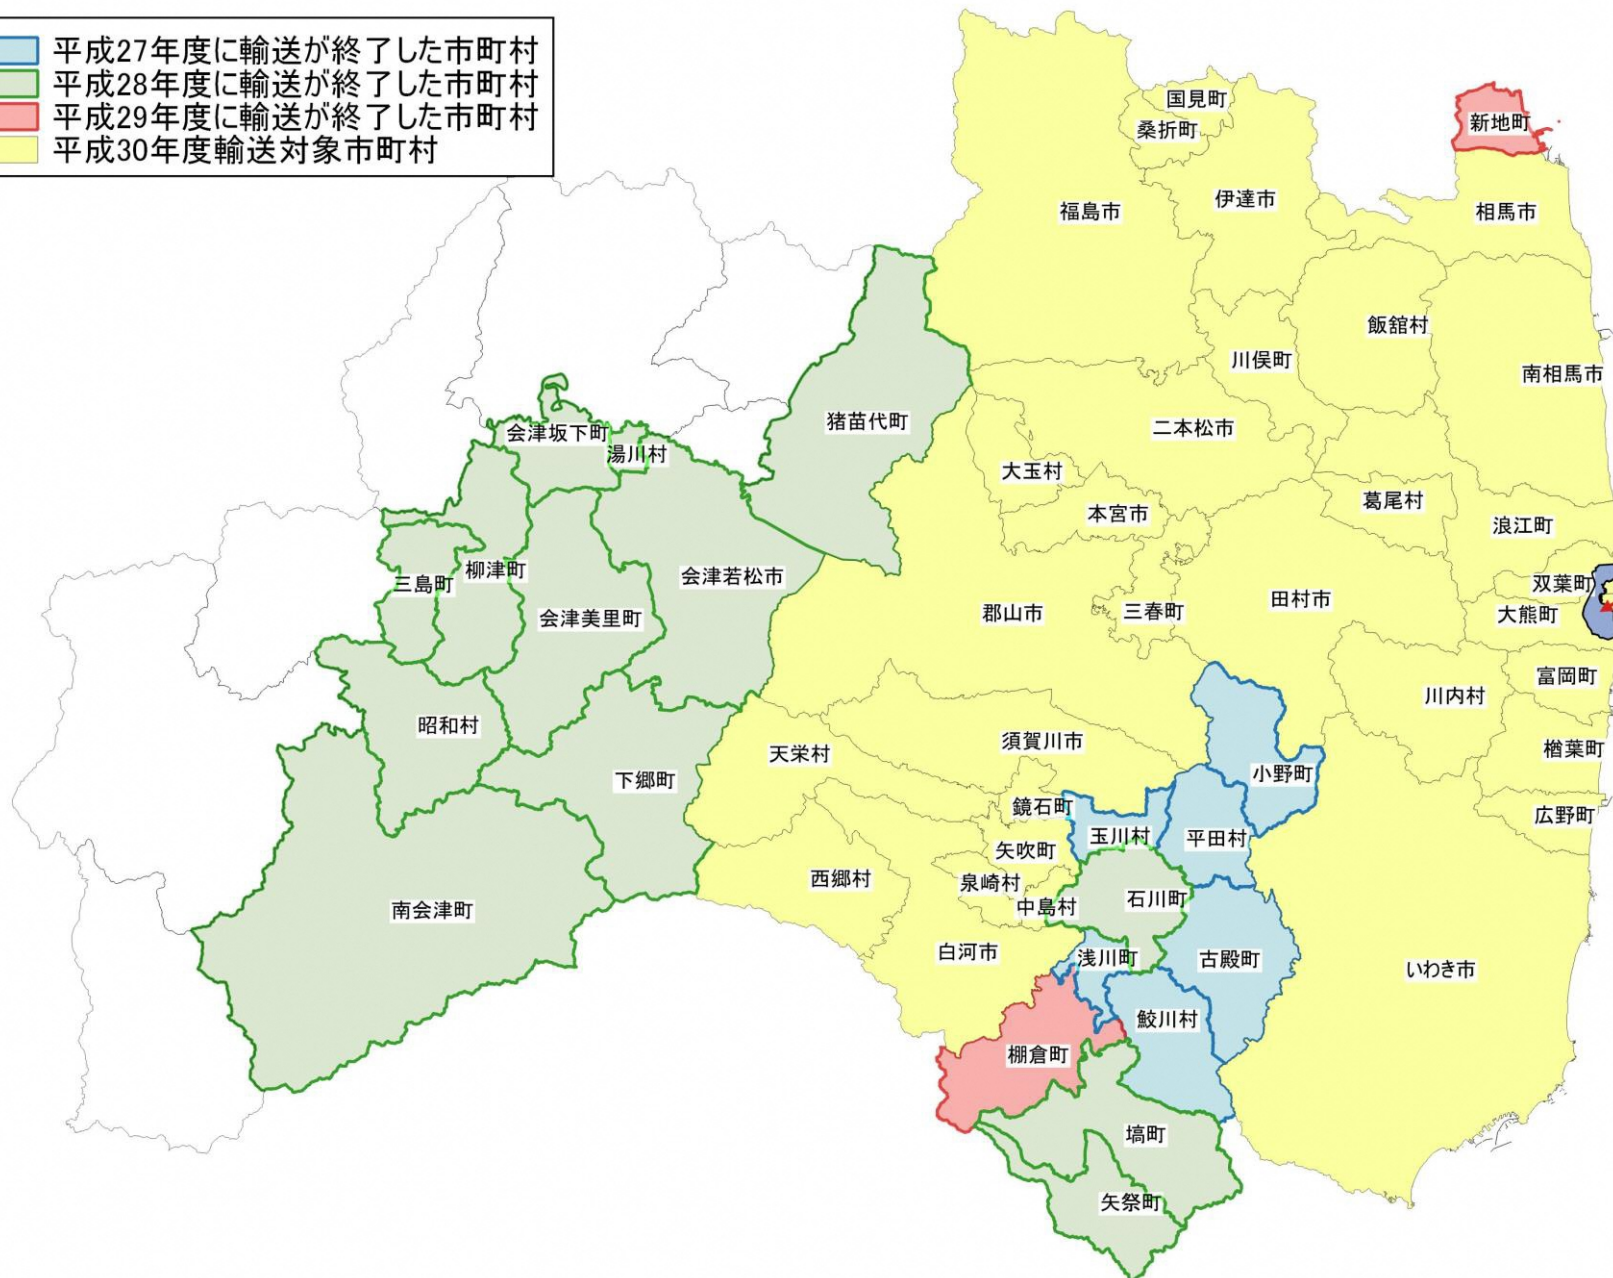 平成27年度に輸送が終了した市町村
平成28年度に輸送が終了した市町村
平成29年度に輸送が終了した市町村
平成30年度輸送対象市町村
国見町
新地町
桑折町
伊達市
福島市
相馬市
飯舘村
川俣町
南相馬市
猪苗代町
二本松市
会津坂下町
湯川村
大玉村
葛尾村
本宮市
浪江町
柳津町
会津若松市
三島町
双葉町
田村市
三春町
郡山市
大熊町
会津美里町
富岡町
川内村
昭和村
須賀川市
天栄村
楢葉町
小野町
下郷町
鏡石町
広野町
玉川村
平田村
矢吹町
西郷村
泉崎村
石川町
中島村
南会津町
白河市
浅川町
古殿町
いわき市
鮫川村
棚倉町
塙町
矢祭町